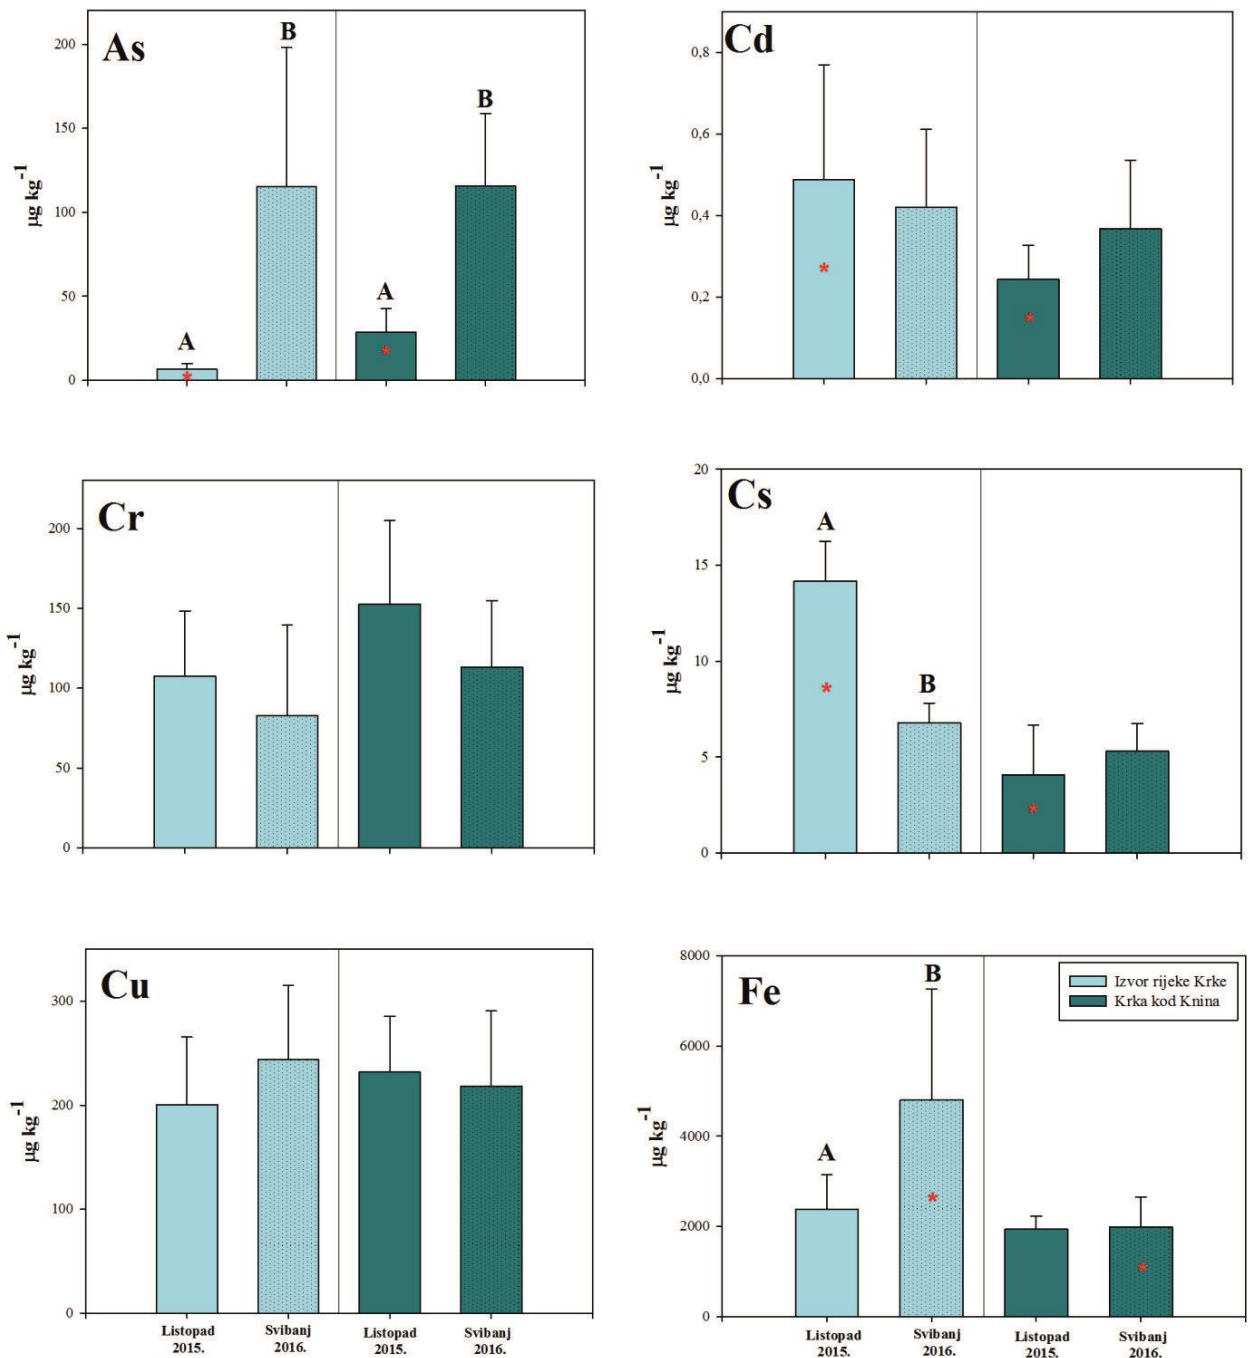 As
B
B
A
A
*
*
200
150
100
50
0
µg kg-1
Cd
*
*
0,8
0,6
0,4
0,2
0,0
µg kg-1
Cr
200
150
100
50
0
µg kg-1
Cs
A
B
*
*
20
15
10
5
0
µg kg-1
Cu
300
200
100
0
µg kg-1
Listopad
2015.
Svibanj
2016.
Listopad
2015.
Svibanj
2016.
Fe
B
A
*
*
Izvor rijeke Krke
Krka kod Knina
8000
6000
4000
2000
0
µg kg-1
Listopad
2015.
Svibanj
2016.
Listopad
2015.
Svibanj
2016.